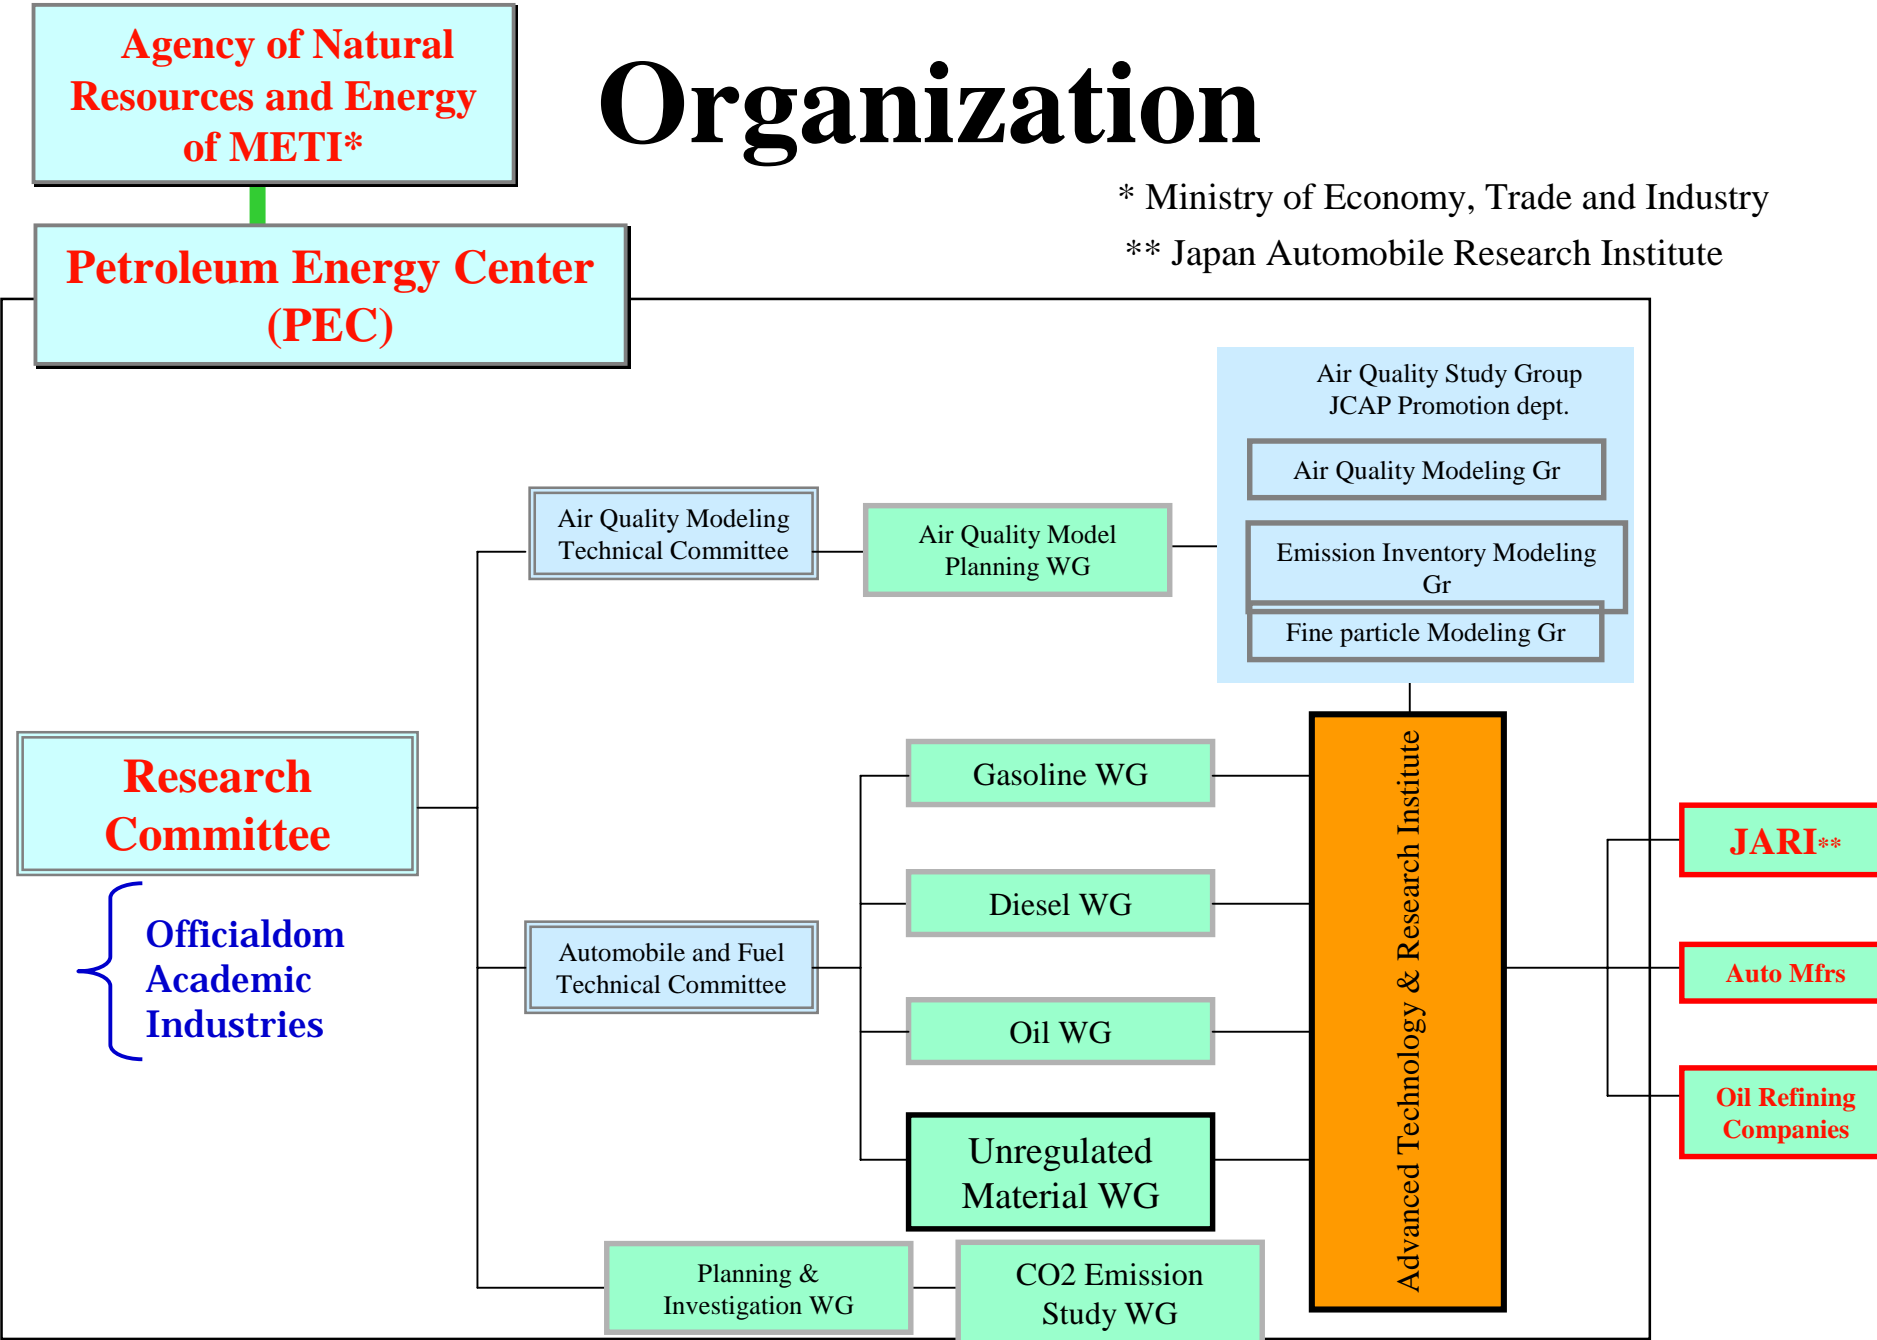 Agency of Natural
Resources and Energy
of METI*
Organization
* Ministry of Economy, Trade and Industry
** Japan Automobile Research Institute
Petroleum Energy Center
(PEC)
Air Quality Study Group
JCAP Promotion dept.
Air Quality Modeling Gr
Emission Inventory Modeling
Gr
Fine particle Modeling Gr
Air Quality Modeling
Technical Committee
Air Quality Model
Planning WG
Research
Committee
Officialdom
Academic
Industries
Automobile and Fuel
Technical Committee
Gasoline WG
Diesel WG
Oil WG
Unregulated
Material WG
Planning &
Investigation WG
CO2 Emission
Study WG
Advanced Technology & Research Institute
JARI**
Auto Mfrs
Oil Refining
Companies